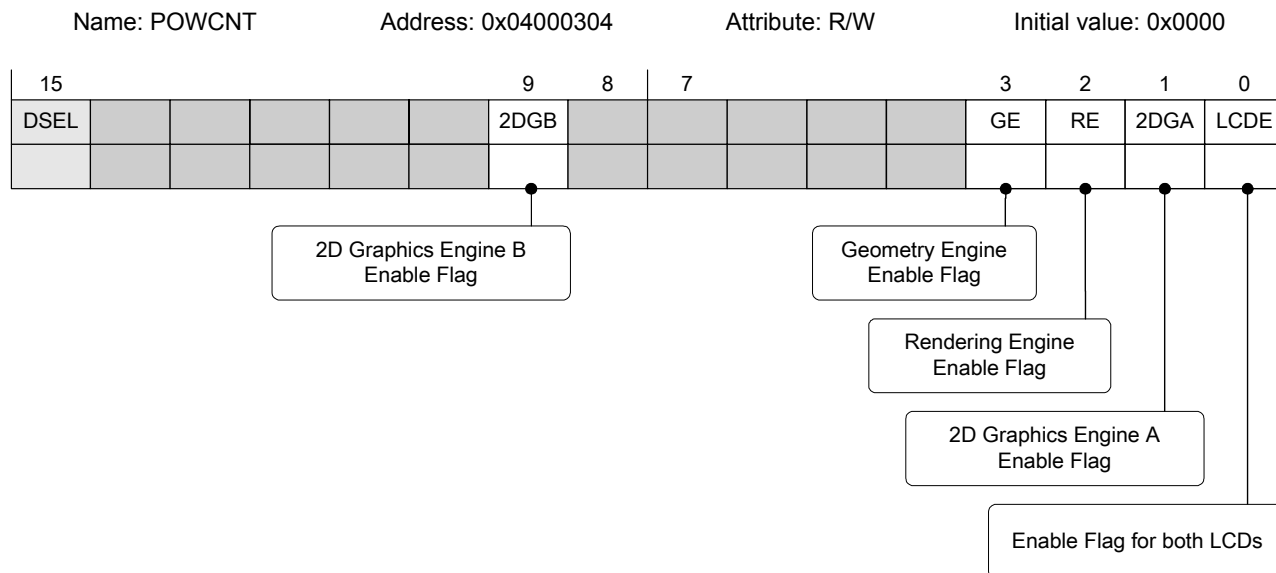 Name: POWCNT Address: 0x04000304 Attribute: R/W Initial value: 0x0000
15 9 8 7 3 2 1 0
DSEL 2DGB GE RE 2DGA LCDE
2D Graphics Engine B
Enable Flag
Geometry Engine
Enable Flag
Rendering Engine
Enable Flag
2D Graphics Engine A
Enable Flag
Enable Flag for both LCDs